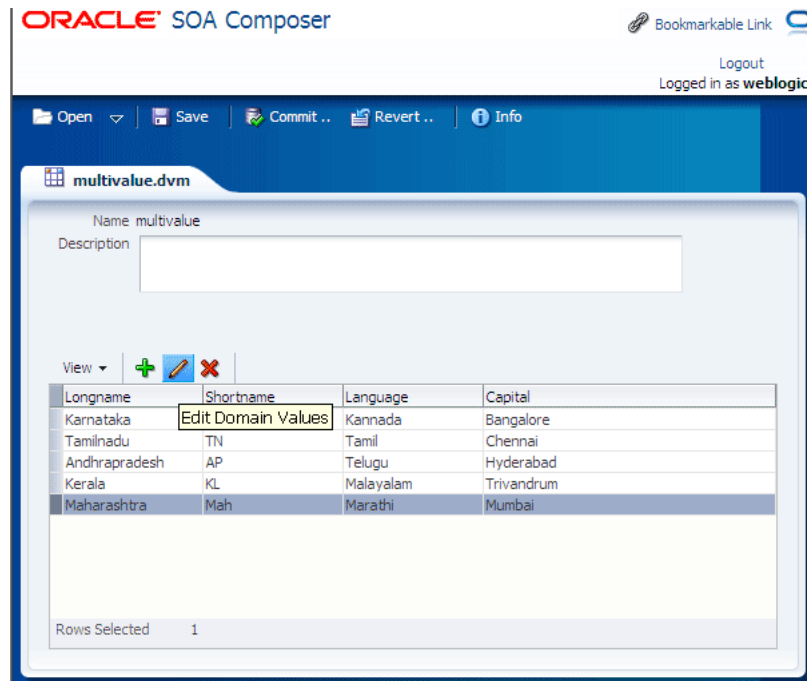 ORACLE SOA Composer
Bookmarkable Link
Logout
Logged in as weblogic
Open Save Commit .. Revert .. Info
multivalue.dvm
Name multivalue
Description
View
Longname Shortname Language Capital
Edit Domain Values
Karnataka Kannada Bangalore
Tamilnadu TN Tamil Chennai
Andhrapradesh AP Telugu Hyderabad
Kerala KL Malayalam Trivandrum
Maharashtra Mah Marathi Mumbai
Rows Selected 1